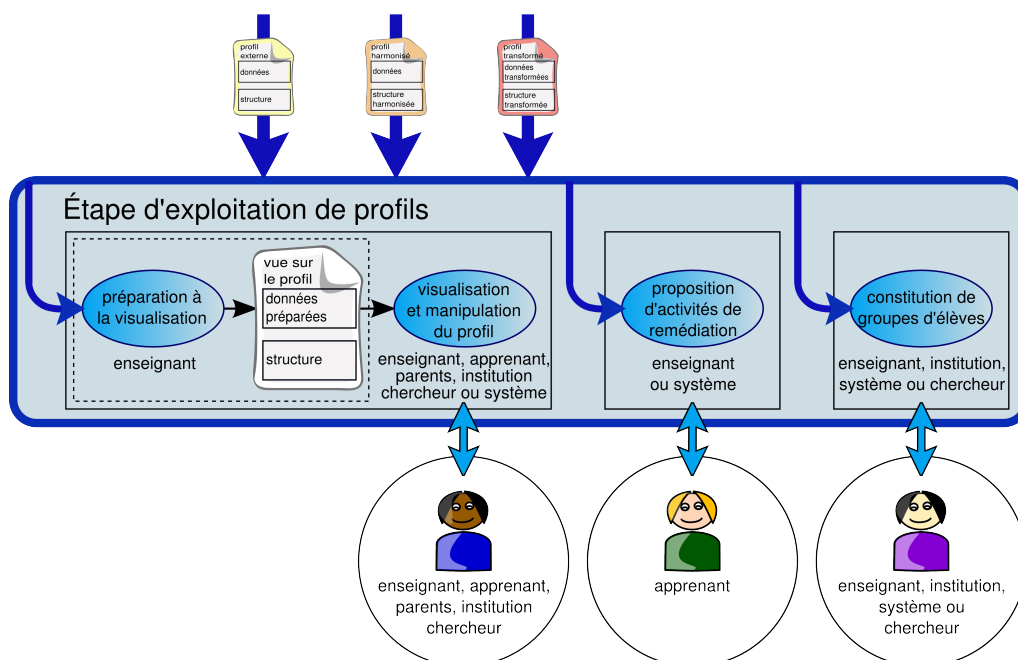 profil
externe
données
structure
profil
harmonisé
données
structure
harmonisée
profil
transformé
données
transformées
structure
transformée
Étape d'exploitation de profils
préparation à
la visualisation
enseignant
vue sur
le profil
données
préparées
structure
visualisation
et manipulation
du profil
enseignant, apprenant,
parents, institution
chercheur ou système
proposition
d'activités de
remédiation
enseignant
ou système
constitution de
groupes d'élèves
enseignant, institution,
système ou chercheur
enseignant, apprenant,
parents, institution
chercheur
apprenant
enseignant, institution,
système ou
chercheur